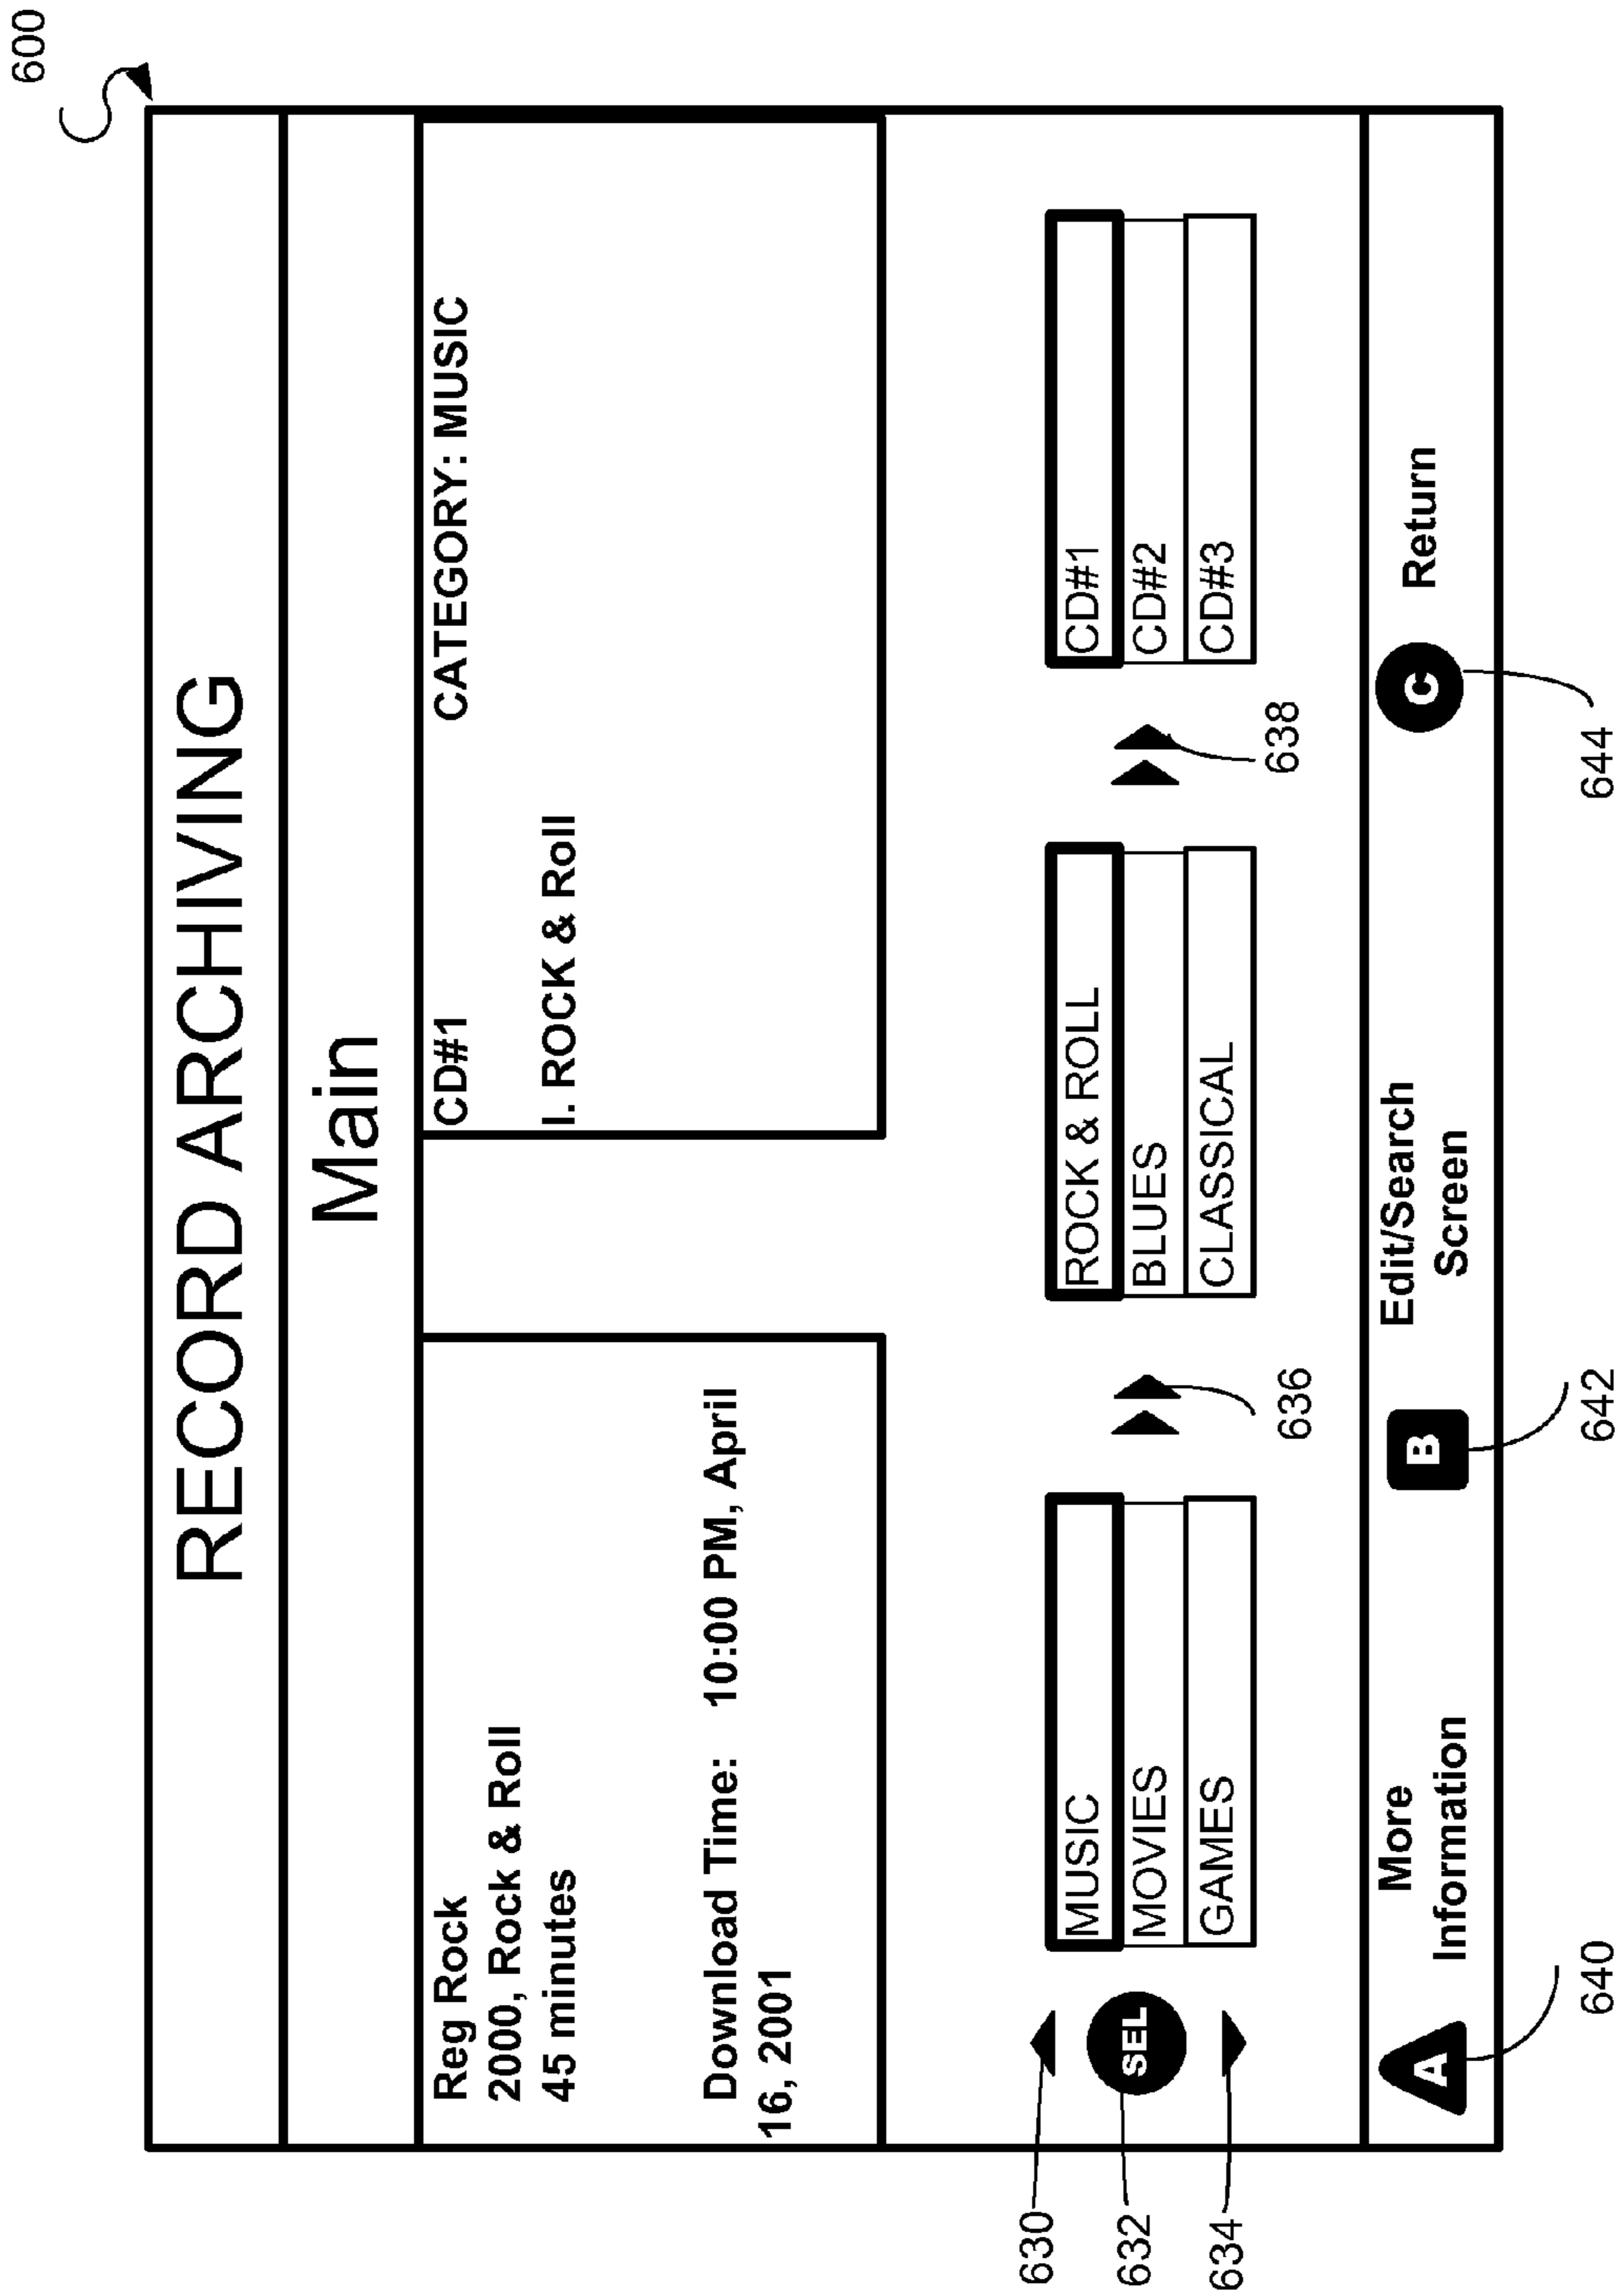 600
RECORD ARCHIVING
Main
Reg Rock
2000, Rock & Roll
45 minutes
Download Time: 10:00 PM, April
16, 2001
CD#1 CATEGORY: MUSIC
I. ROCK & Roll
630
632
634
SEL
MUSIC
MOVIES
GAMES
636
ROCK & ROLL
BLUES
CLASSICAL
638
CD#1
CD#2
CD#3
A
More
Information
B
Edit/Search
Screen
C
Return
640
642
644